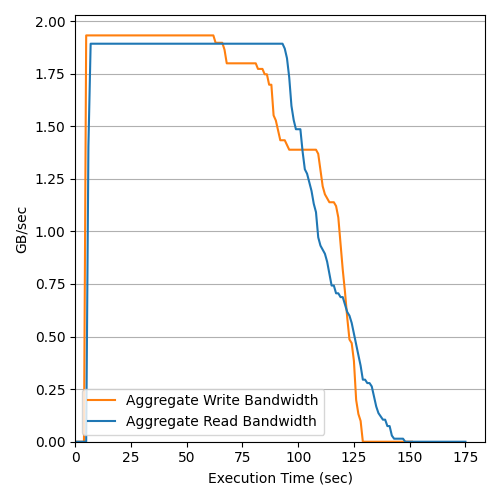 2.00
1.75
1.50
1.25
1.00
0.75
0.50
0.25
0.00
GB/sec
Aggregate Write Bandwidth
Aggregate Read Bandwidth
0 25 50 75 100 125 150 175
Execution Time (sec)